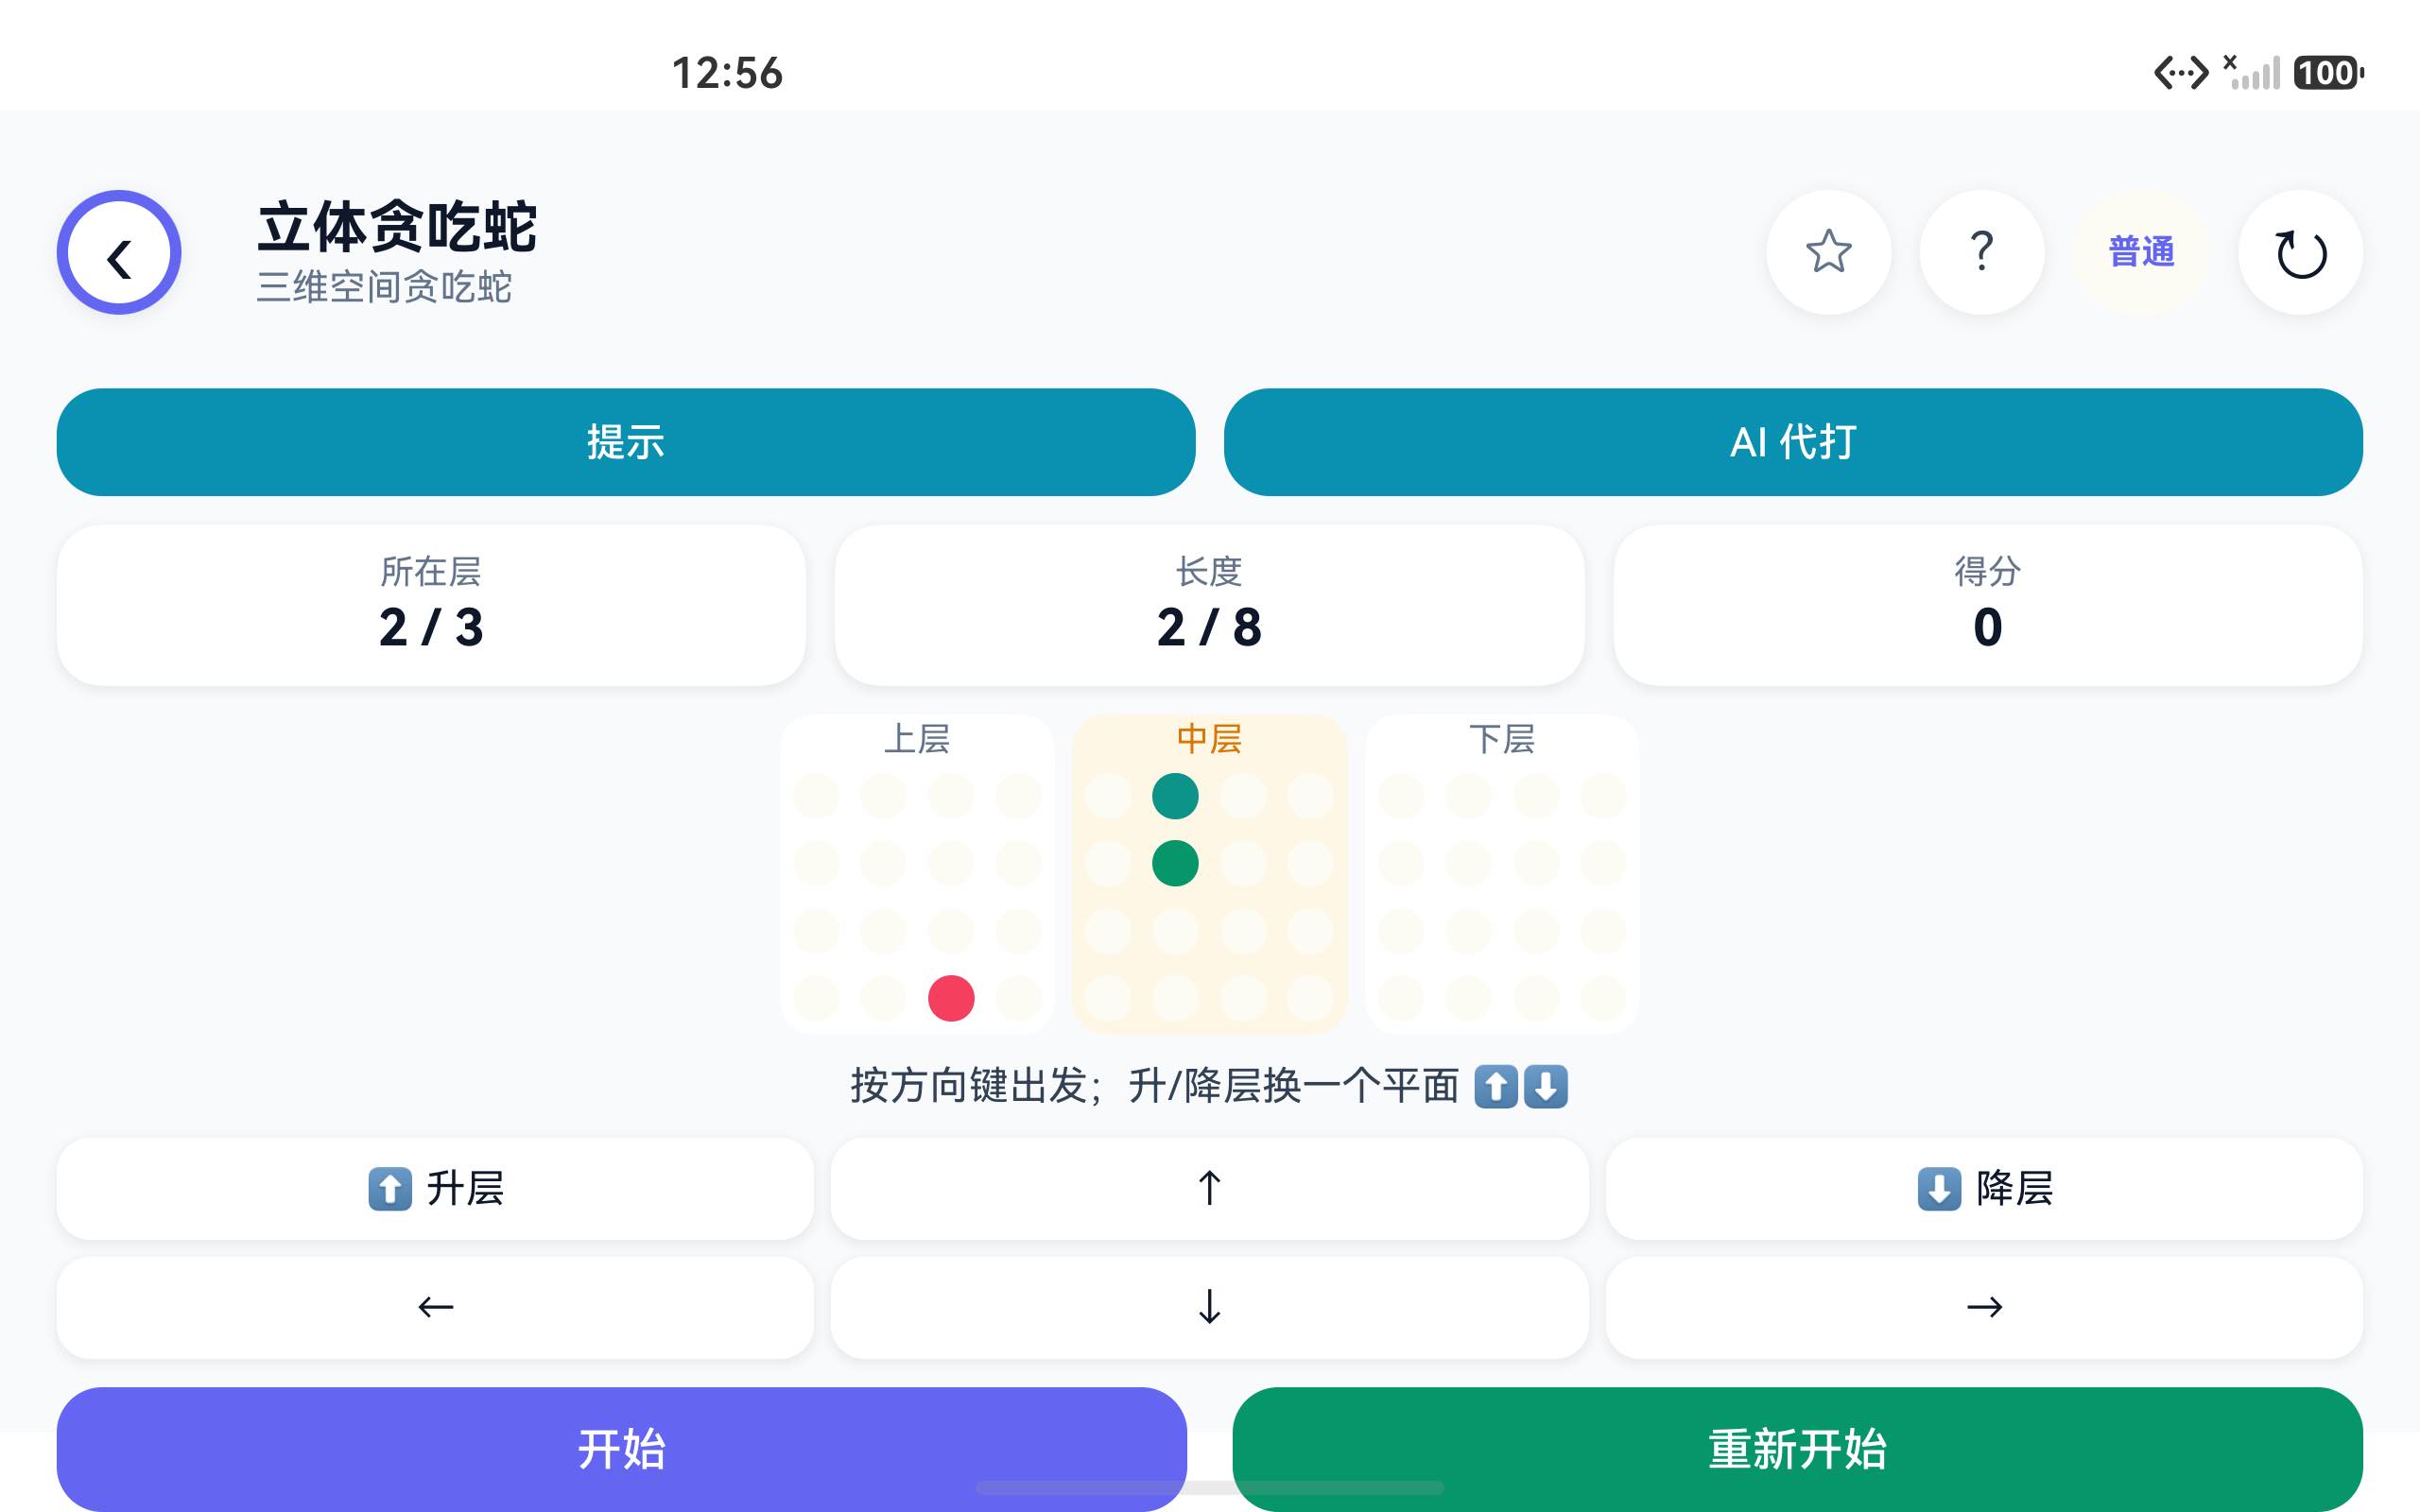 12:56
100
立体贪吃蛇
三维空间贪吃蛇
?
普通
提示
AI 代打
所在层
2 / 3
长度
2 / 8
得分
0
上层
中层
下层
按方向键出发；升/降层换一个平面 ⬆️⬇️
⬆️ 升层
↑
⬇️ 降层
←
↓
→
开始
重新开始